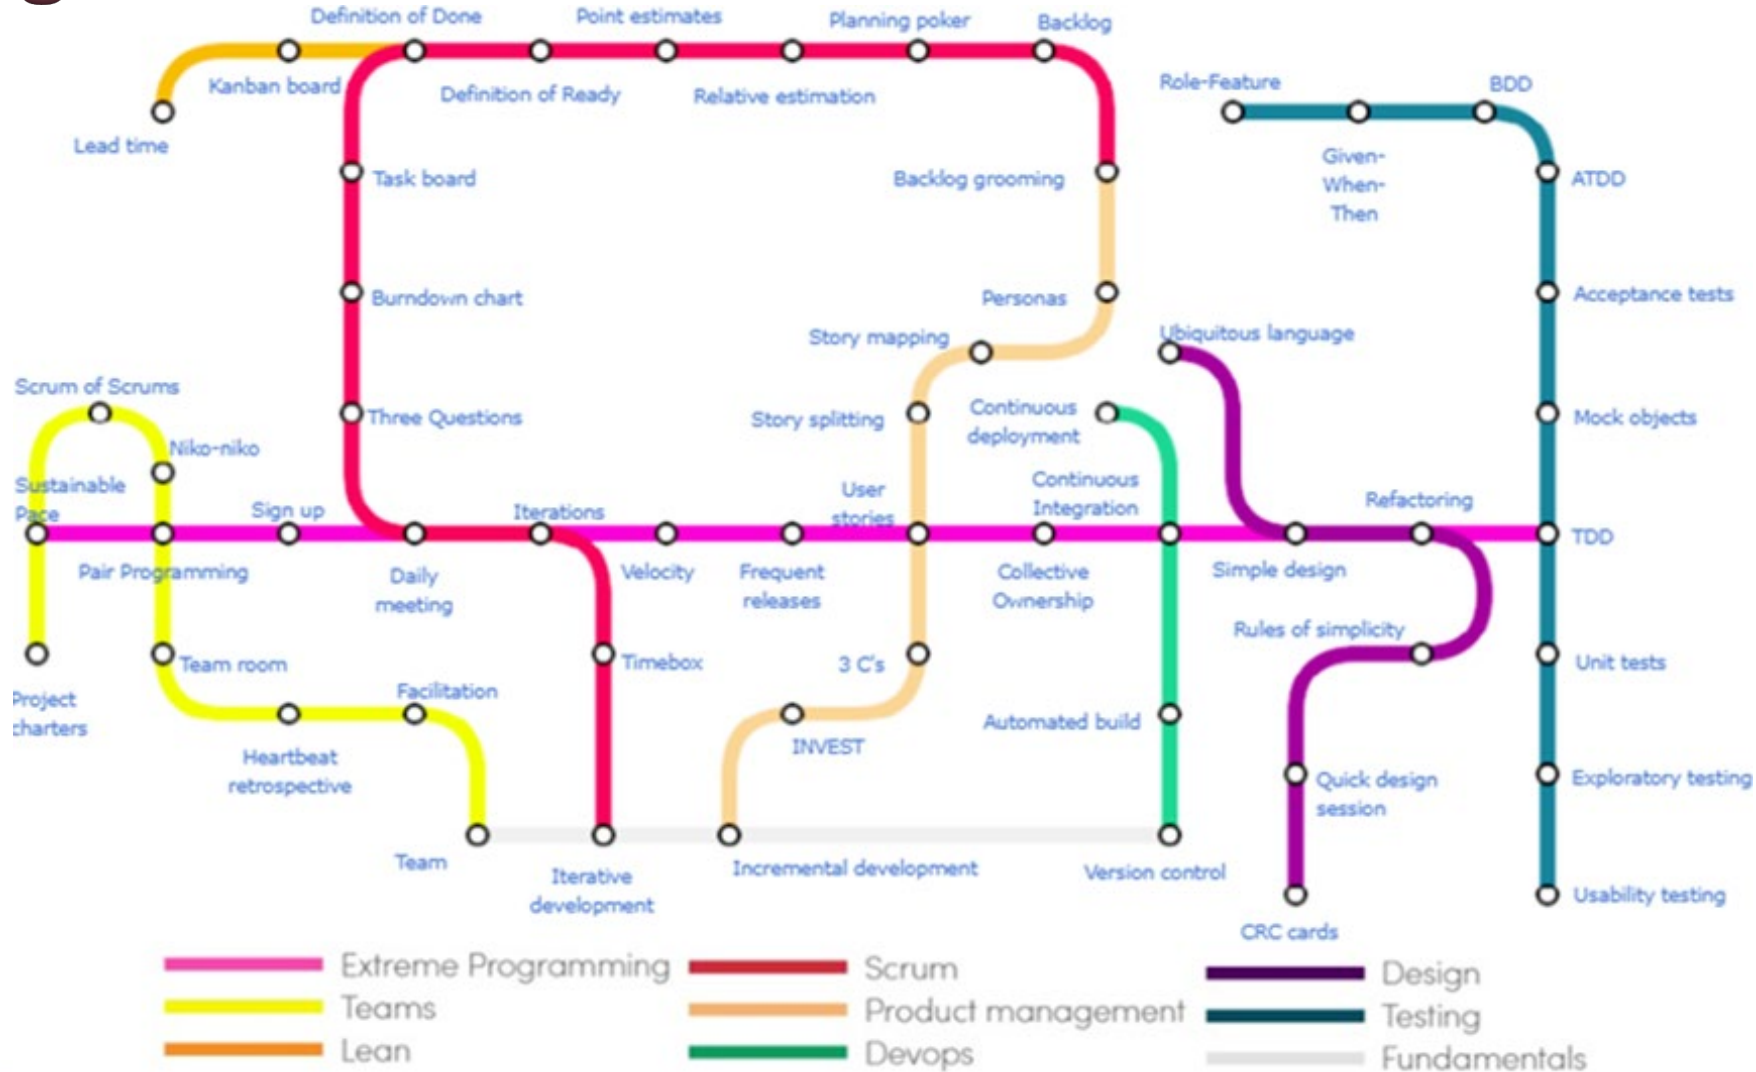 Definition of Done
Point estimates
Planning poker
Backlog
Kanban board
Definition of Ready
Relative estimation
Role-Feature
BDD
Lead time
Given-
When-
Then
Task board
Backlog grooming
ATDD
Burndown chart
Personas
Acceptance tests
Story mapping
Ubiquitous language
Scrum of Scrums
Three Questions
Story splitting
Continuous
deployment
Mock objects
Niko-niko
Sustainable
Pace
Sign up
Iterations
User
stories
Continuous
Integration
Refactoring
TDD
Pair Programming
Daily
meeting
Velocity
Frequent
releases
Collective
Ownership
Simple design
Rules of simplicity
Team room
Timebox
3 C's
Unit tests
Project
charters
Facilitation
Heartbeat
retrospective
INVEST
Automated build
Quick design
session
Exploratory testing
Team
Iterative
development
Incremental development
Version control
Usability testing
CRC cards
Extreme Programming
Scrum
Design
Teams
Product management
Testing
Lean
Devops
Fundamentals